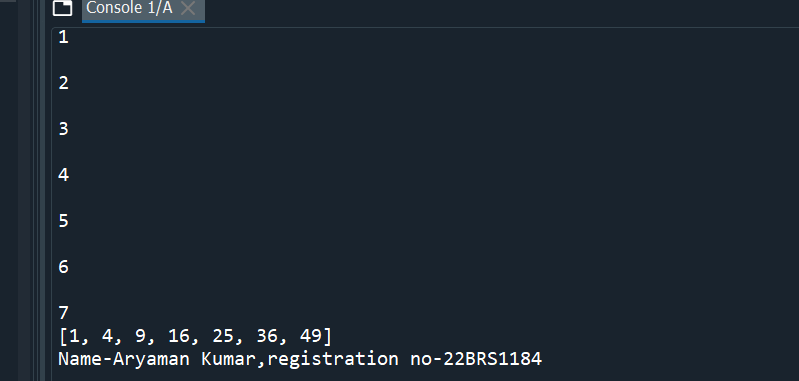 Console 1/A
1
2
3
4
5
6
7
[1, 4, 9, 16, 25, 36, 49]
Name-Aryaman Kumar,registration no-22BRS1184